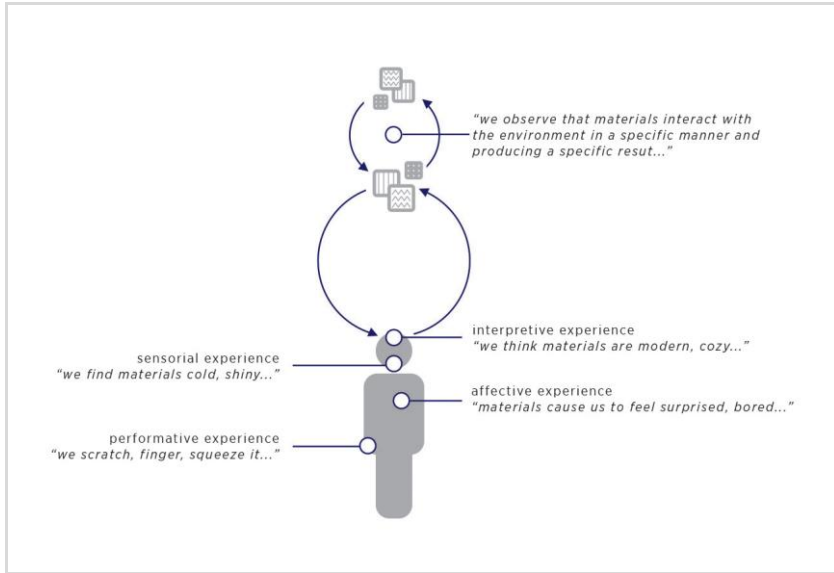 “we observe that materials interact with
the environment in a specific manner and
producing a specific resut...”
interpretive experience
“we think materials are modern, cozy...”
sensorial experience
“we find materials cold, shiny...”
affective experience
“materials cause us to feel surprised, bored...”
performative experience
“we scratch, finger, squeeze it...”